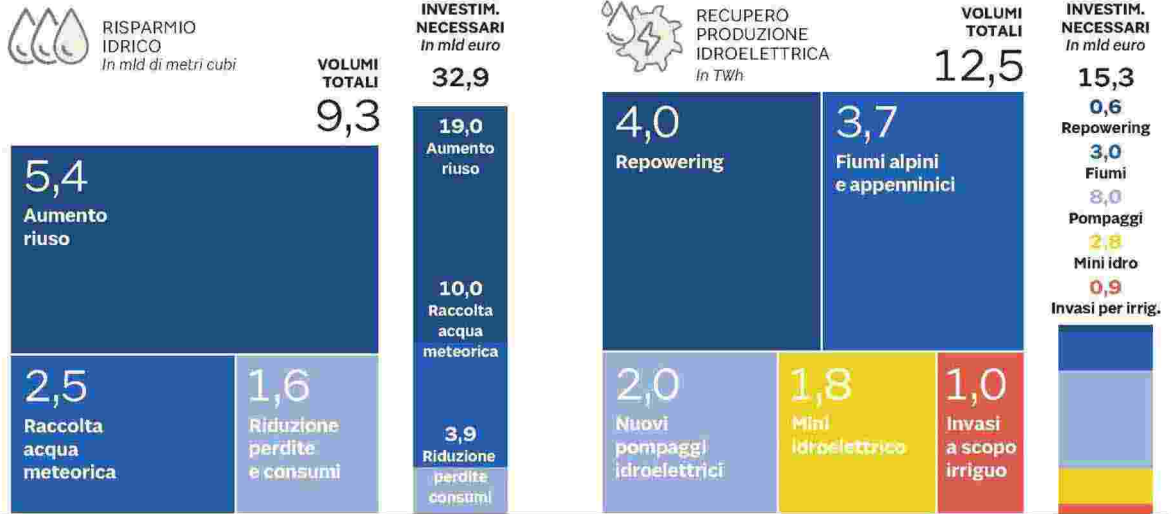 RISPARMIO
IDRICO
In mld di metri cubi
VOLUMI
TOTALI
9,3
5,4
Aumento
riuso
2,5
Raccolta
acqua
meteorica
1,6
Riduzione
perdite
e consumi
INVESTIM.
NECESSARI
In mld euro
32,9
19,0
Aumento
riuso
10,0
Raccolta
acqua
meteorica
3,9
Riduzione
perdite
consumi
RECUPERO
PRODUZIONE
IDROELETTRICA
In TWh
VOLUMI
TOTALI
12,5
4,0
Repowering
3,7
Fiumi alpini
e appenninici
2,0
Nuovi
pompaggi
idroelettrici
1,8
Mini
idroelettrico
1,0
Invasi
a scopo
irriguo
INVESTIM.
NECESSARI
In mld euro
15,3
0,6
Repowering
3,0
Fiumi
8,0
Pompaggi
2,8
Mini idro
0,9
Invasi per irrig.